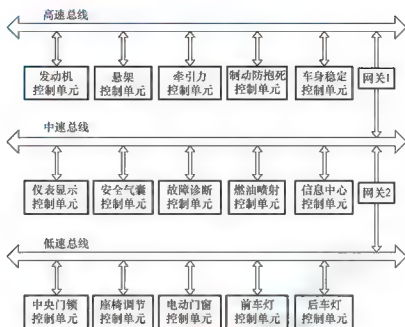 高速总线
发动机 悬架 牵引力 制动防抱死 车身稳定 网关1
控制单元 控制单元 控制单元 控制单元 控制单元
中速总线
仪表显示 安全气囊 故障诊断 燃油喷射 信息中心 网关2
控制单元 控制单元 控制单元 控制单元 控制单元
低速总线
中央门锁 座椅调节 电动门窗 前车灯 后车灯
控制单元 控制单元 控制单元 控制单元 控制单元